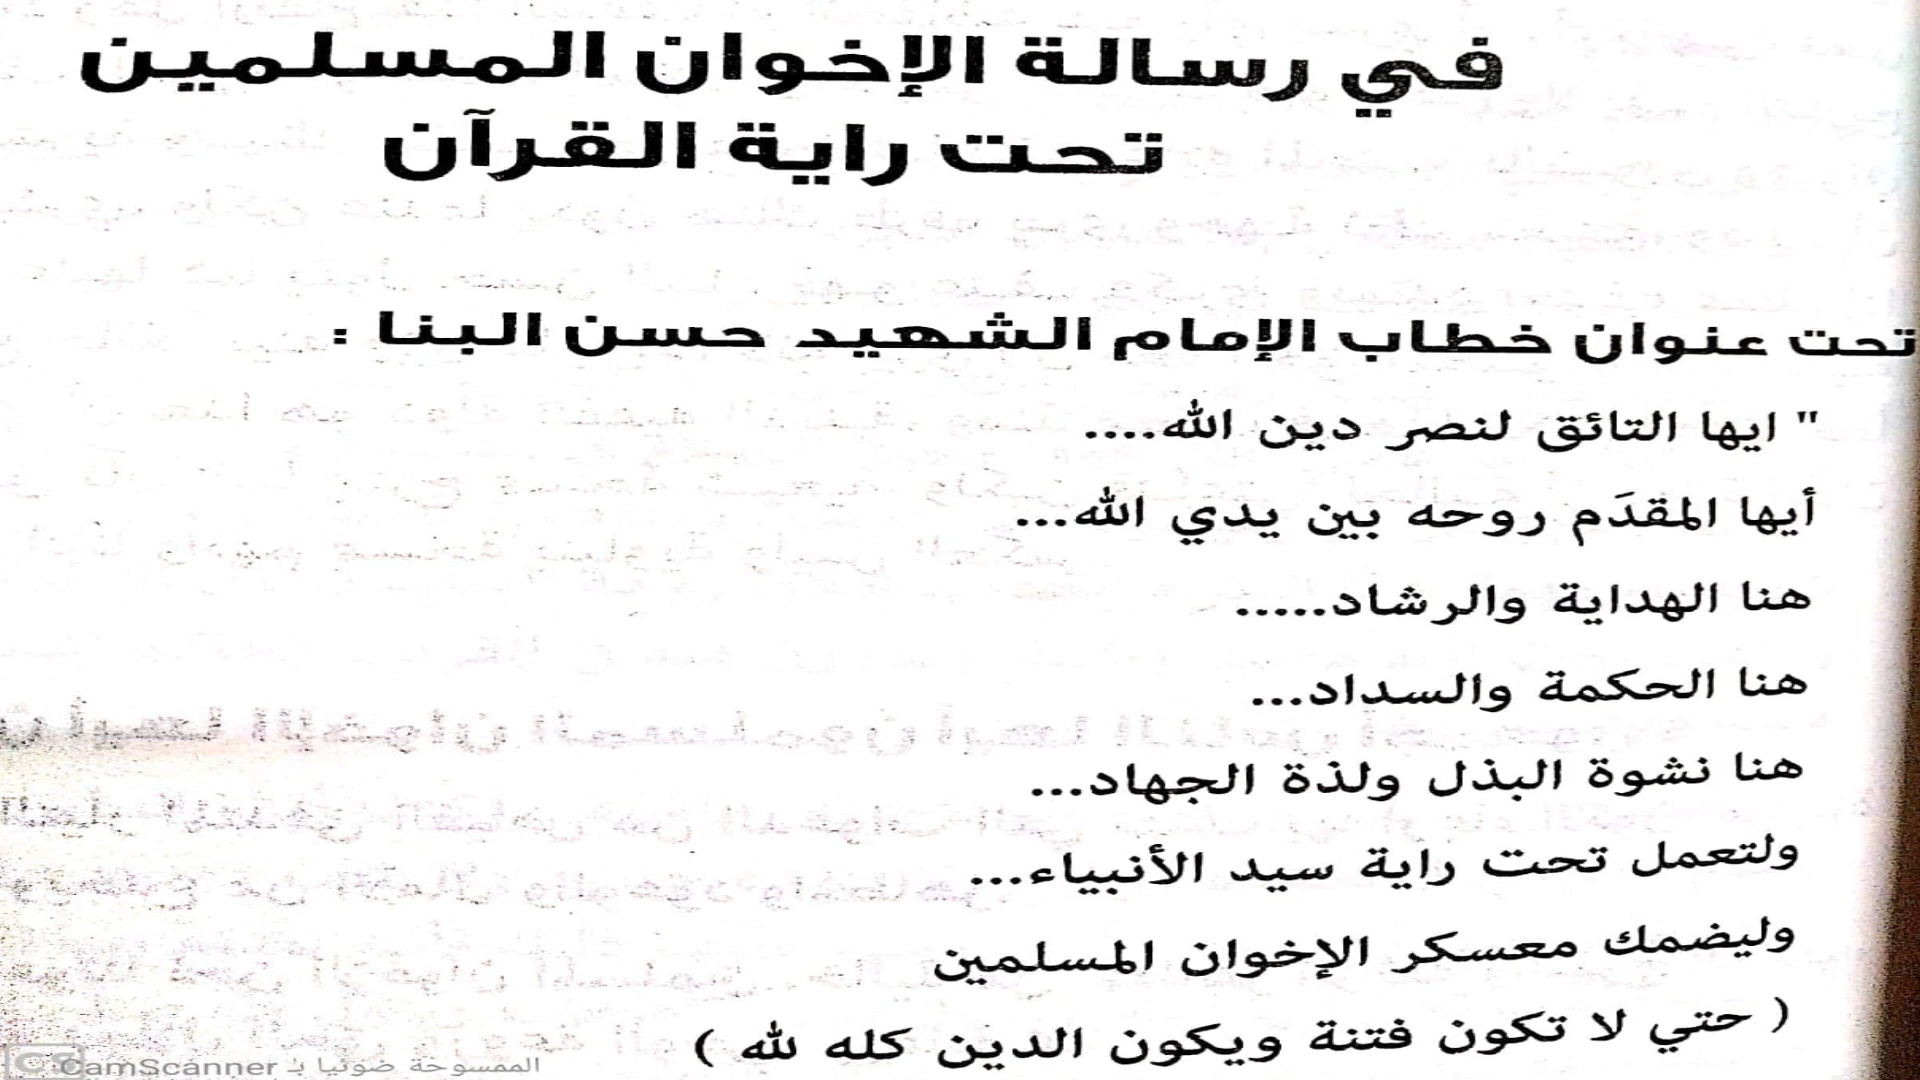 في رسالة الإخوان المسلمين
تحت راية القرآن
تحت عنوان خطاب الإمام الشهيد حسن البنا :
" ايها التائق لنصر دين الله....
أيها المقدَم روحه بين يدي الله...
هنا الهداية والرشاد.....
هنا الحكمة والسداد...
هنا نشوة البذل ولذة الجهاد...
ولتعمل تحت راية سيد الأنبياء...
وليضمك معسكر الإخوان المسلمين
( حتي لا تكون فتنة ويكون الدين كله لله )
الممسوحة ضوئيا بـ CamScanner